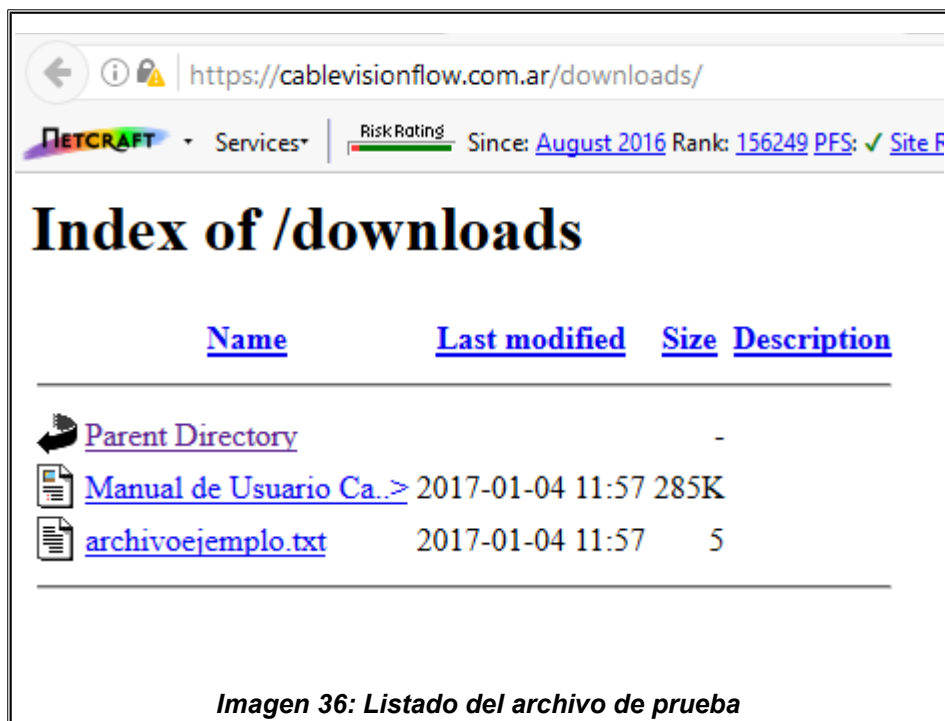 https://cablevisionflow.com.ar/downloads/
NETCRAFT Services Risk Rating Since: August 2016 Rank: 156249 PFS: ✓ Site R
Index of /downloads
Name Last modified Size Description
Parent Directory -
Manual de Usuario Ca..> 2017-01-04 11:57 285K
archivoejemplo.txt 2017-01-04 11:57 5
Imagen 36: Listado del archivo de prueba